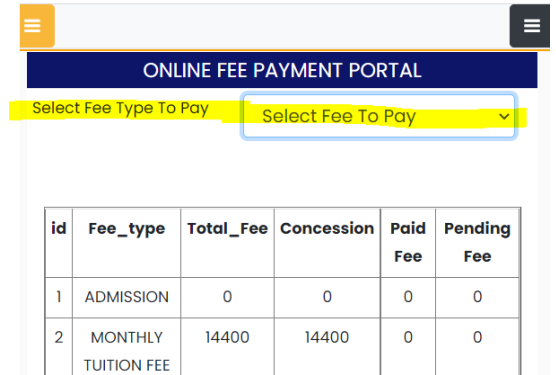 ONLINE FEE PAYMENT PORTAL
Select Fee Type To Pay
Select Fee To Pay
id Fee_type Total_Fee Concession Paid Fee Pending Fee
1 ADMISSION 0 0 0 0
2 MONTHLY TUITION FEE 14400 14400 0 0